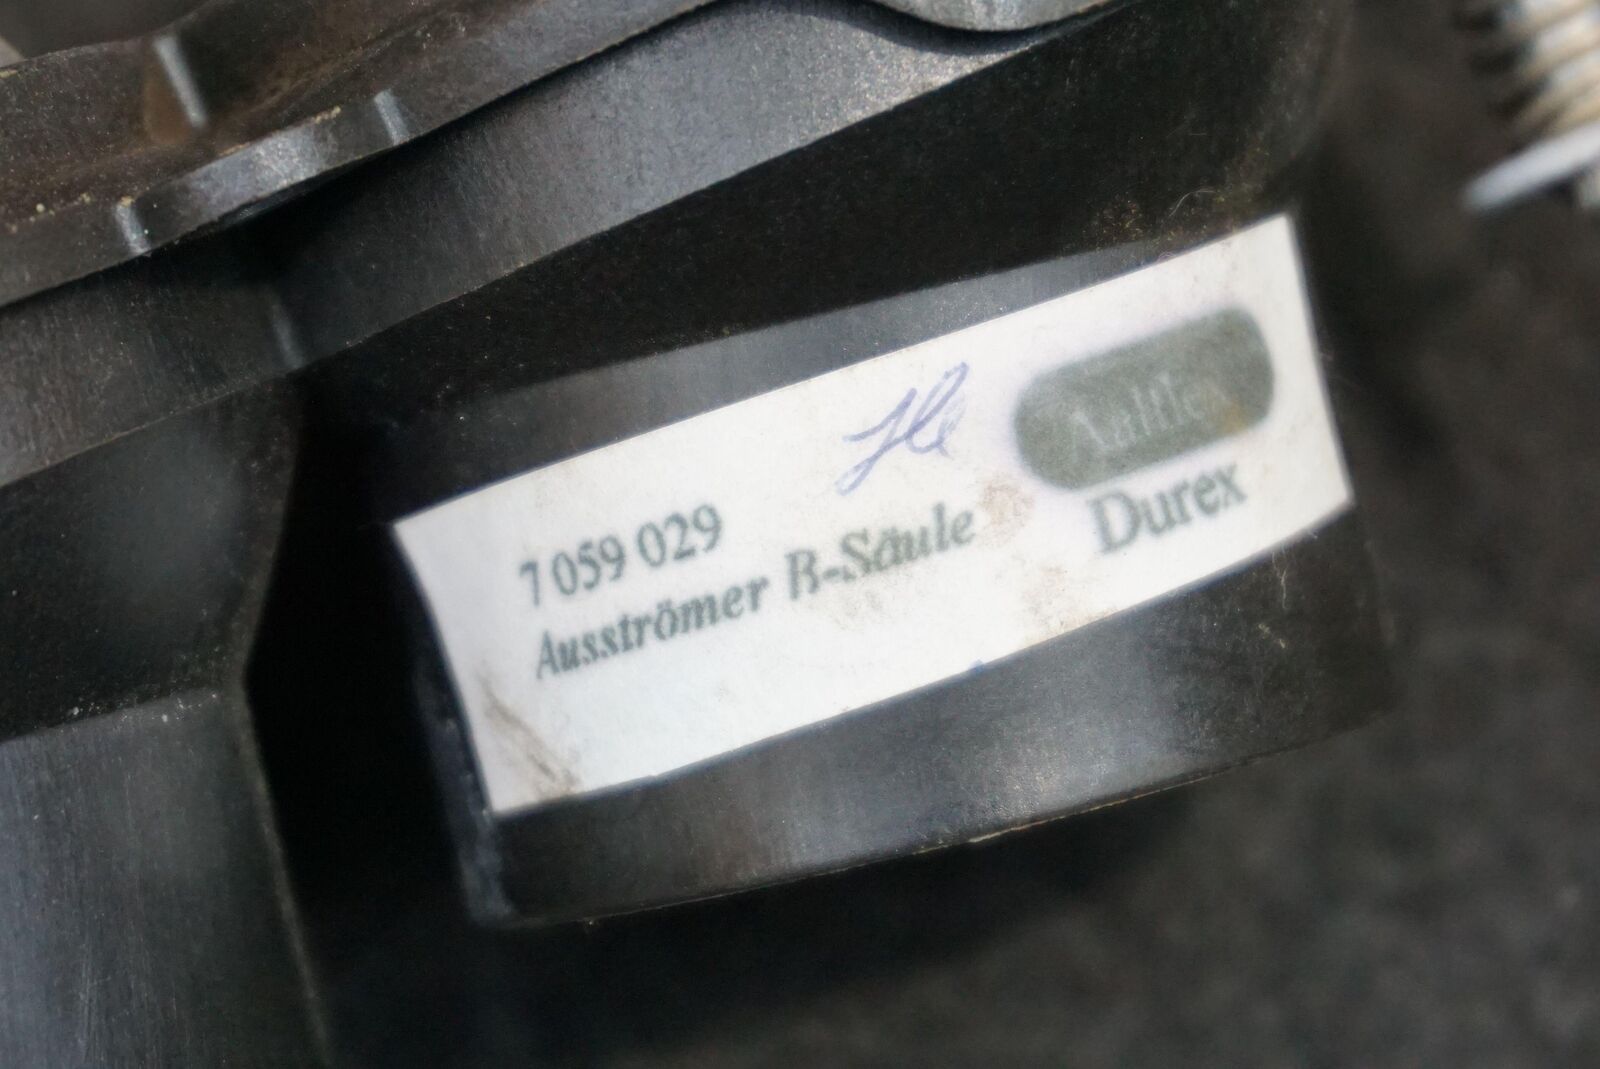 7 059 029
Ausströmer B-Säule
Durex